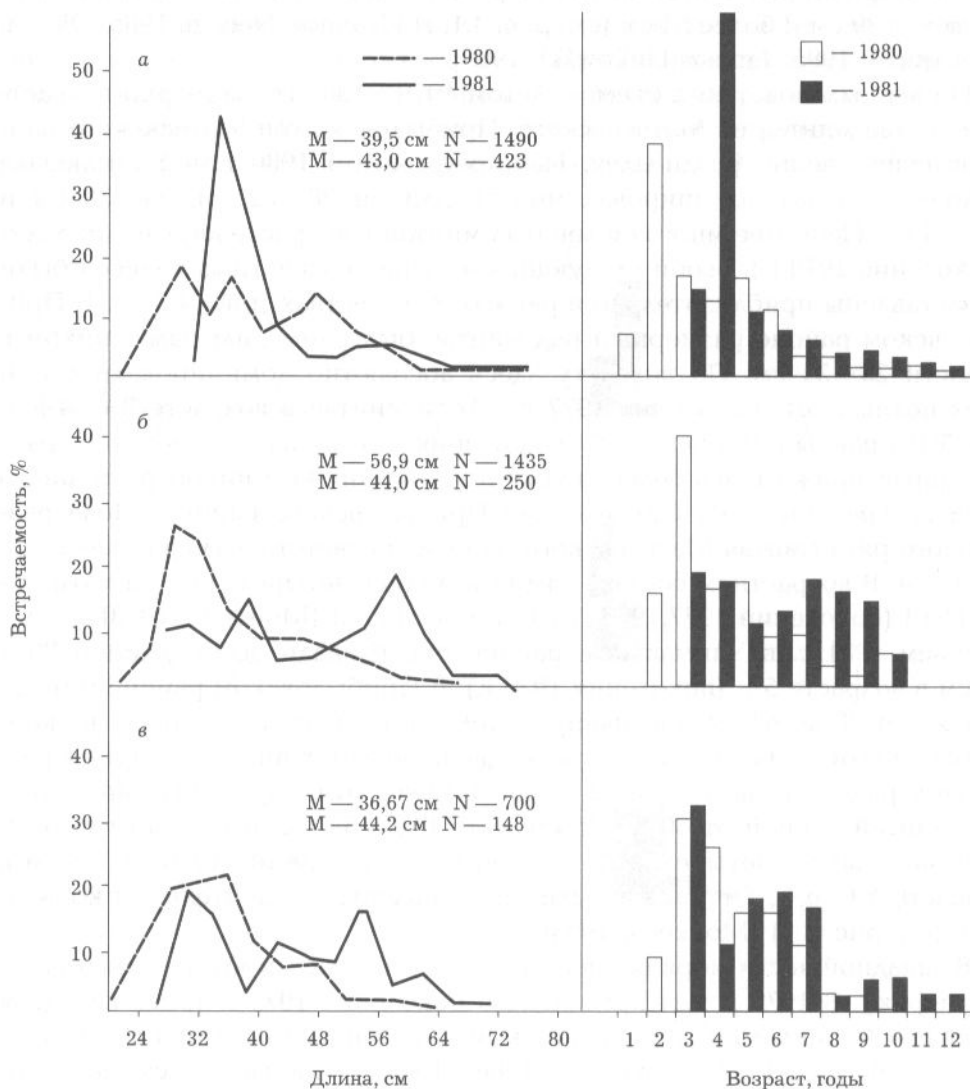 а
1980
1981
1980
1981
М — 39,5 см N — 1490
М — 43,0 см N — 423
50
40
30
20
10
б
М — 56,9 см N — 1435
М — 44,0 см N — 250
40
30
20
10
Встречаемость, %
в
М — 36,67 см N — 700
М — 44,2 см N — 148
40
30
20
10
24 32 40 48 56 64 72 80
1 2 3 4 5 6 7 8 9 10 11 12
Длина, см
Возраст, годы